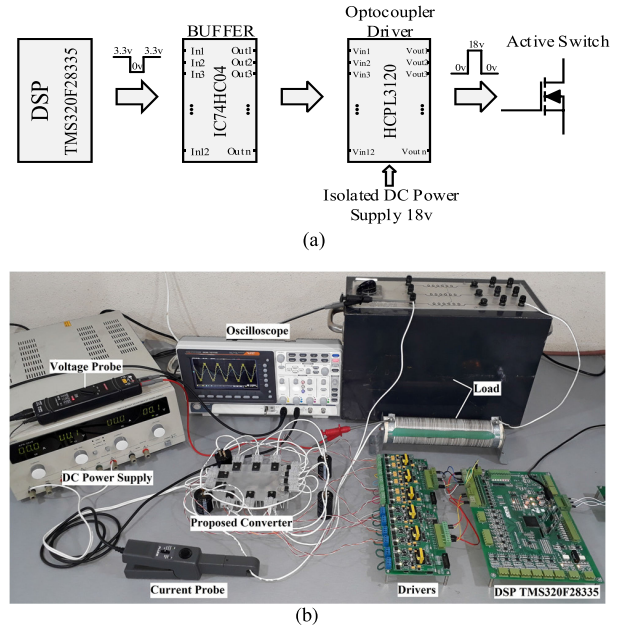 Optocoupler
BUFFER
Driver
DSP
TMS320F28335
3.3v
3.3v
0v
In1
In2
In3
In12
IC74HC04
Out1
Out2
Out3
Outn
Vin1
Vin2
Vin3
Vin12
HCPL3120
Vout1
Vout2
Vout3
Voutn
18v
0v
0v
Active Switch
Isolated DC Power
Supply 18v
(a)
Oscilloscope
Voltage Probe
Load
DC Power Supply
Proposed Converter
Current Probe
Drivers
DSP TMS320F28335
(b)